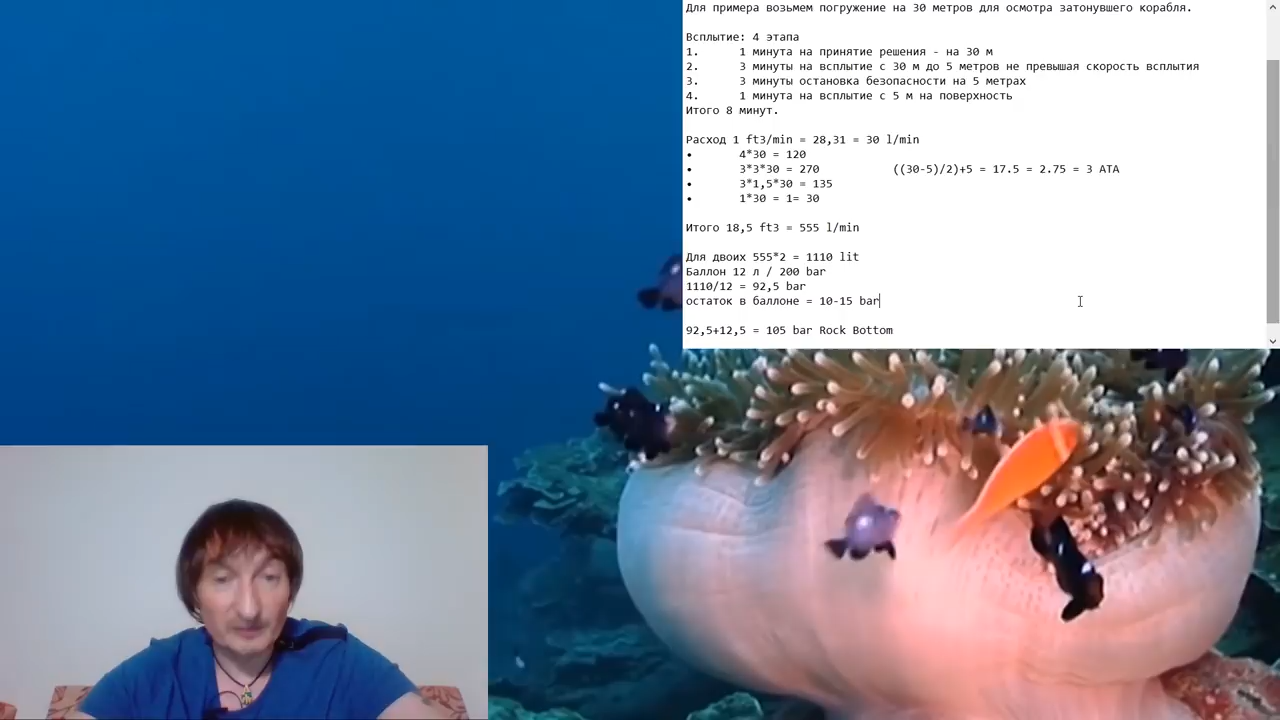 Для примера возьмем погружение на 30 метров для осмотра затонувшего корабля.
Всплытие: 4 этапа
1. 1 минута на принятие решения - на 30 м
2. 3 минуты на всплытие с 30 м до 5 метров не превышая скорость всплытия
3. 3 минуты остановка безопасности на 5 метрах
4. 1 минута на всплытие с 5 м на поверхность
Итого 8 минут.
Расход 1 ft3/min = 28,31 = 30 l/min
• 4*30 = 120
• 3*3*30 = 270 ((30-5)/2)+5 = 17.5 = 2.75 = 3 ATA
• 3*1,5*30 = 135
• 1*30 = 1= 30
Итого 18,5 ft3 = 555 l/min
Для двоих 555*2 = 1110 lit
Баллон 12 л / 200 bar
1110/12 = 92,5 bar
остаток в баллоне = 10-15 bar
92,5+12,5 = 105 bar Rock Bottom